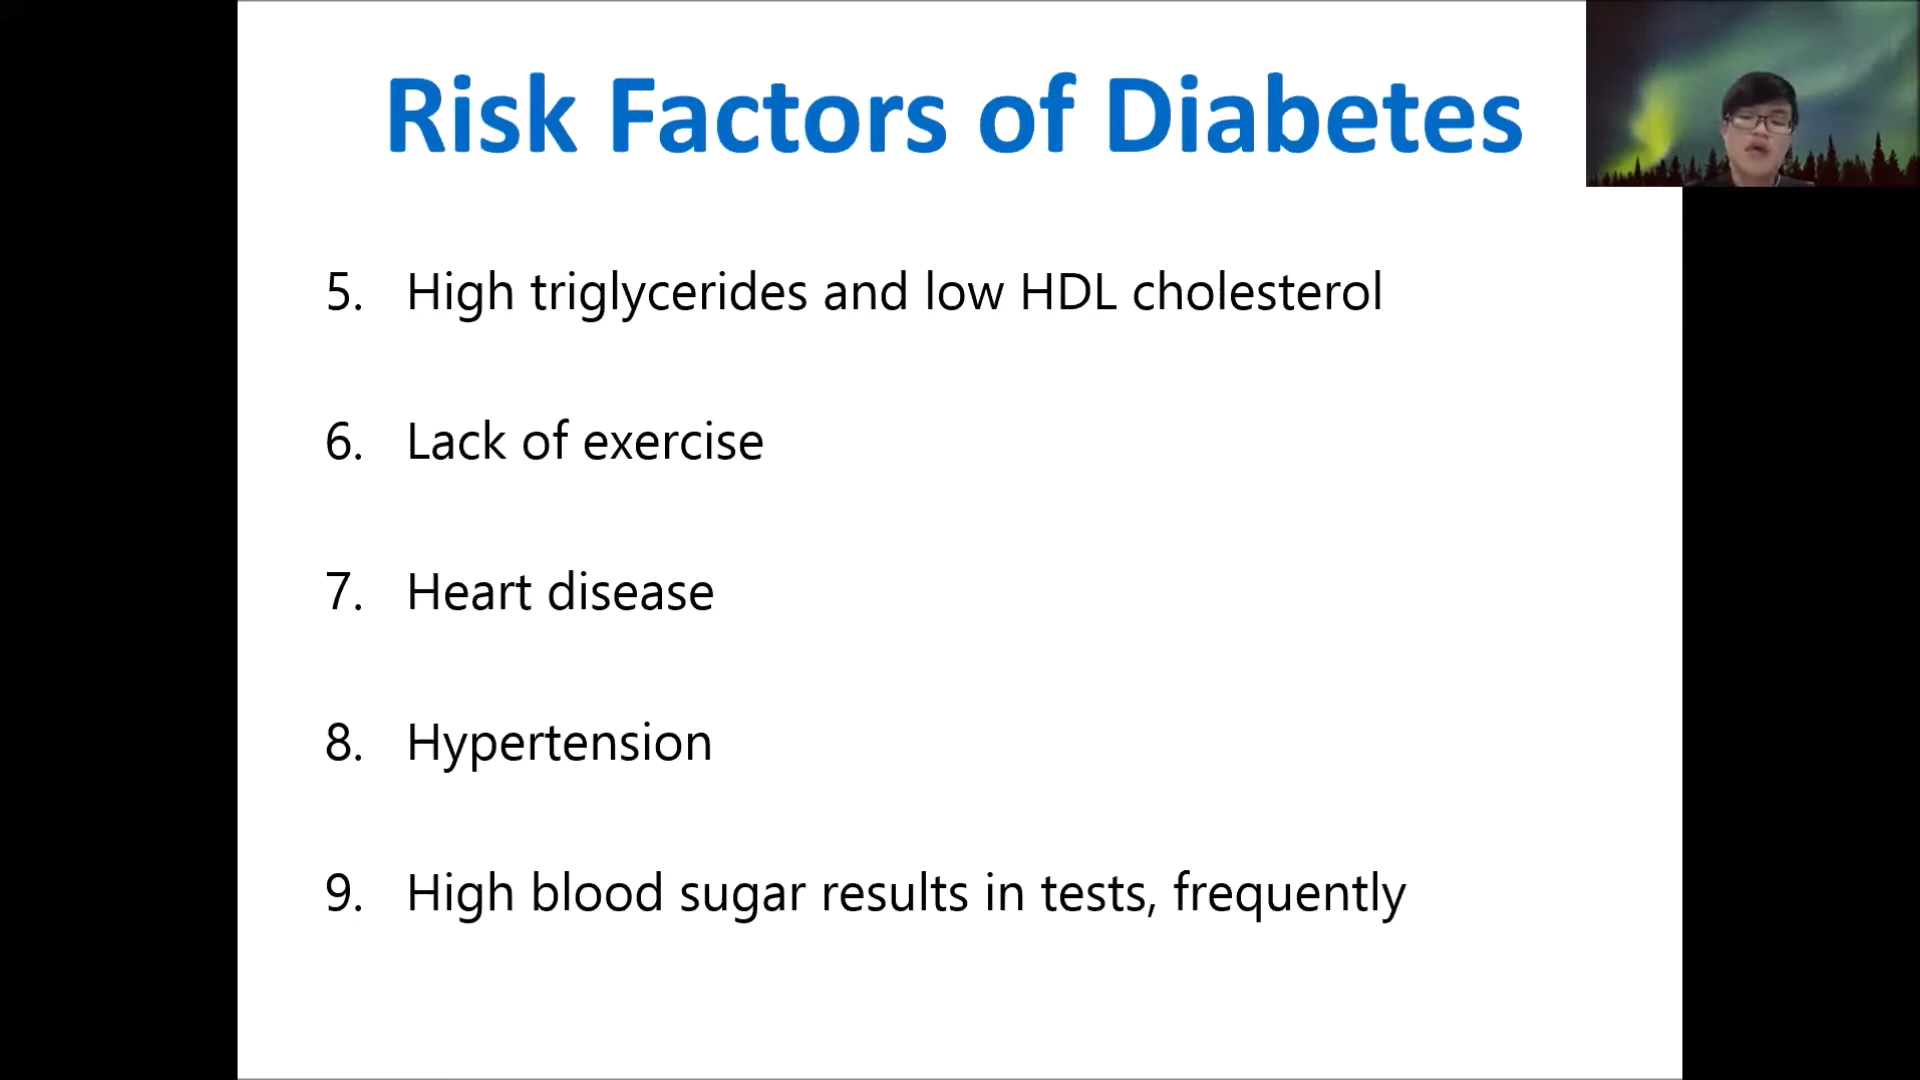 Risk Factors of Diabetes
5. High triglycerides and low HDL cholesterol
6. Lack of exercise
7. Heart disease
8. Hypertension
9. High blood sugar results in tests, frequently